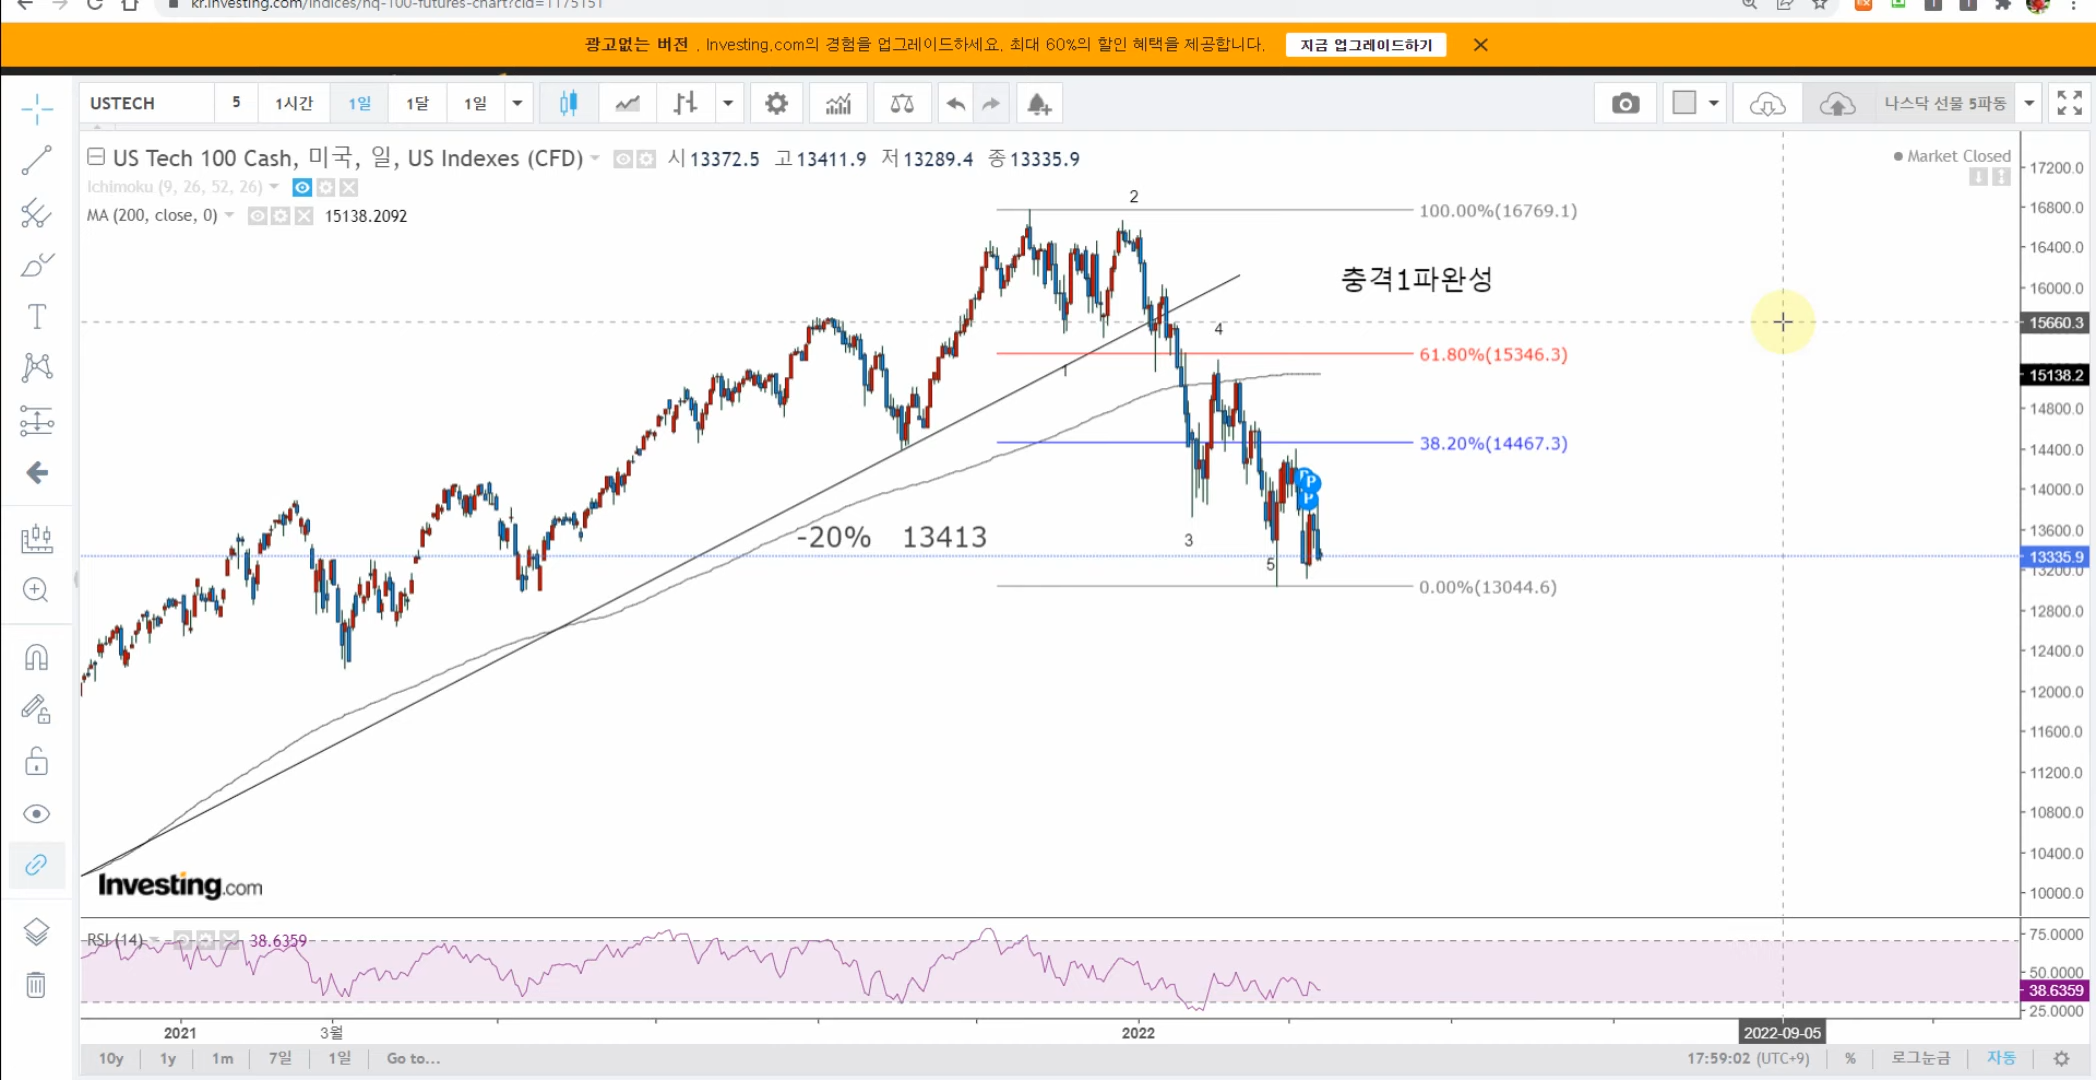 kr.investing.com/indices/nq-100-futures-chart?cid=1175151
광고없는 버전 . Investing.com의 경험을 업그레이드하세요. 최대 60%의 할인 혜택을 제공합니다. 지금 업그레이드하기
USTECH 5 1시간 1일 1달 1일 나스닥 선물 5파동
US Tech 100 Cash, 미국, 일, US Indexes (CFD) 시 13372.5 고 13411.9 저 13289.4 종 13335.9
Market Closed
Ichimoku (9, 26, 52, 26)
MA (200, close, 0) 15138.2092
17200.0
2
16800.0
100.00%(16769.1)
16400.0
충격1파완성
16000.0
15660.3
4
61.80%(15346.3)
1
15138.2
14800.0
38.20%(14467.3)
14400.0
P
14000.0
P
13600.0
-20% 13413
3
13335.9
5
13200.0
0.00%(13044.6)
12800.0
12400.0
12000.0
11600.0
11200.0
10800.0
10400.0
Investing.com
10000.0
RSI (14) 38.6359
75.0000
50.0000
38.6359
25.0000
2021 3월 2022 2022-09-05
10y 1y 1m 7일 1일 Go to... 17:59:02 (UTC+9) % 로그눈금 자동